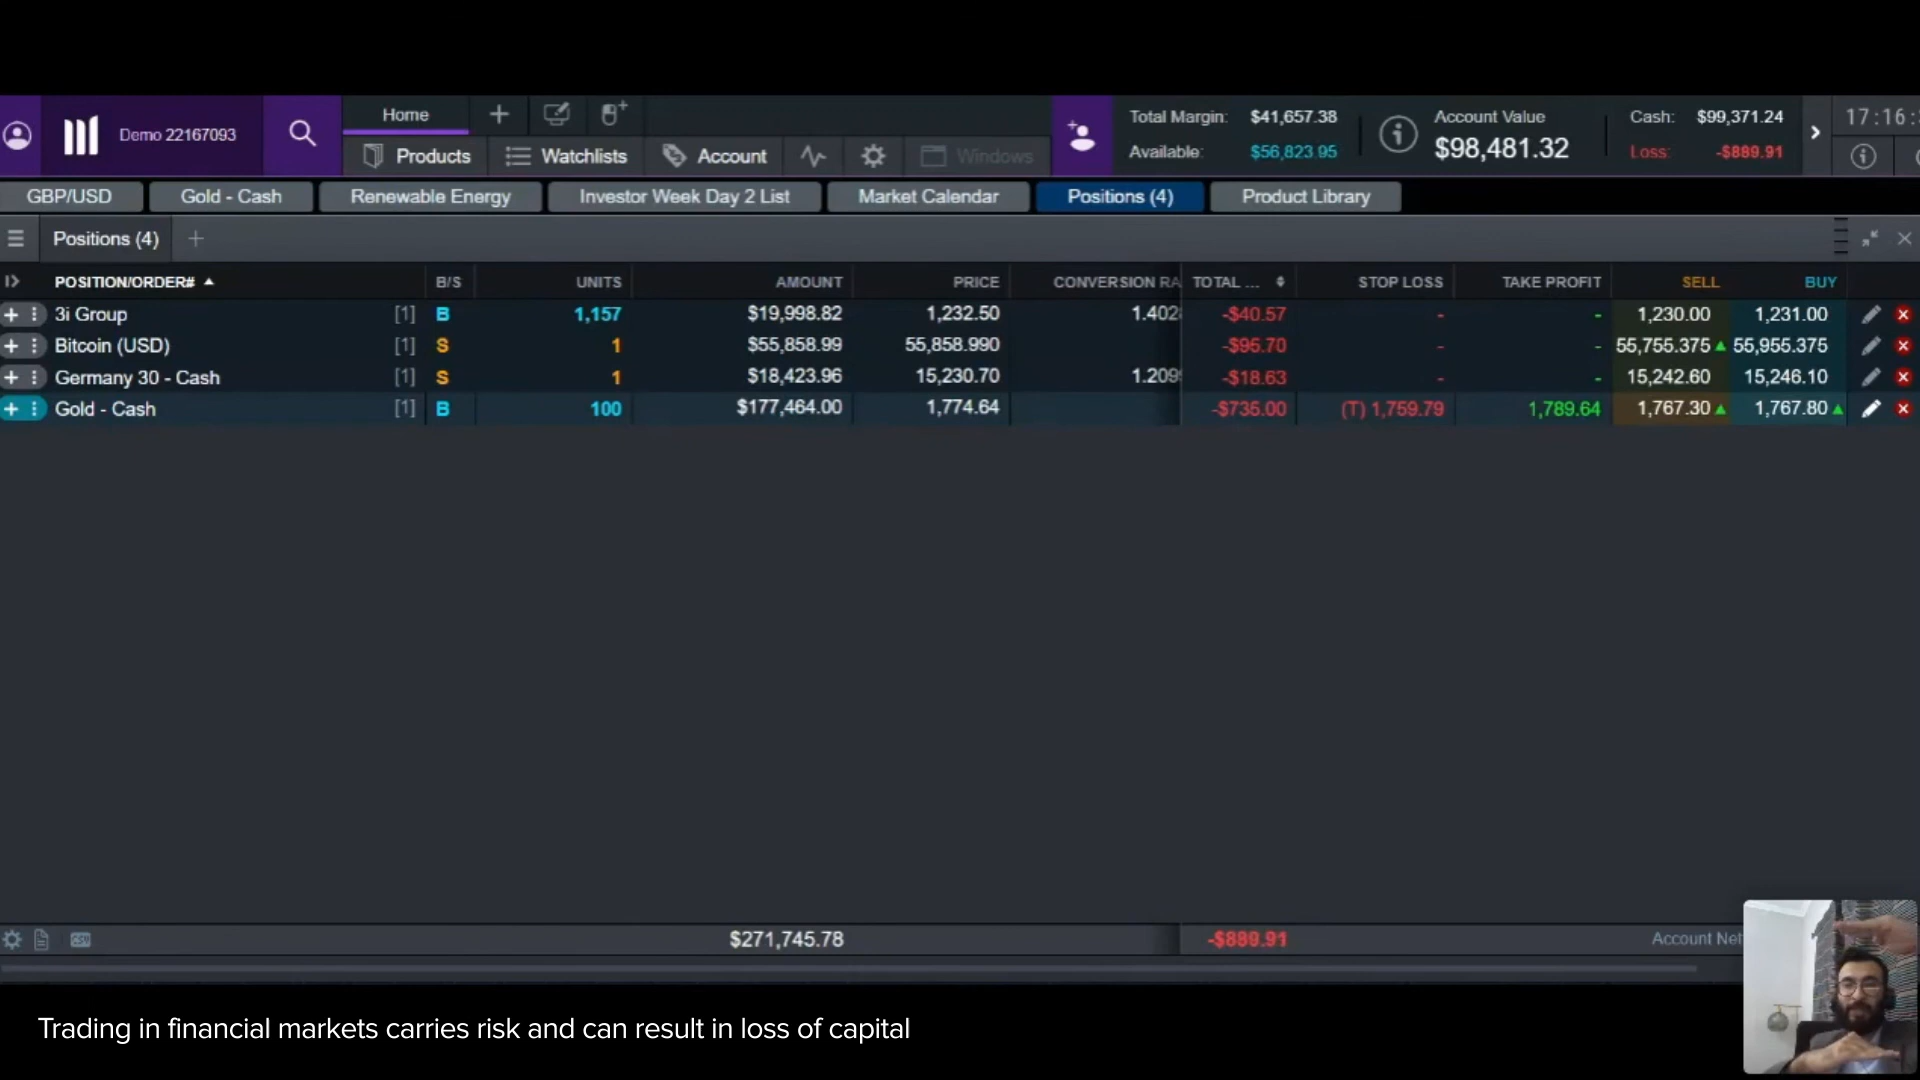 Demo 22167093
Home
Products
Watchlists
Account
Windows
Total Margin: $41,657.38
Available: $56,823.95
Account Value
$98,481.32
Cash: $99,371.24
Loss: -$889.91
17:16:
GBP/USD
Gold - Cash
Renewable Energy
Investor Week Day 2 List
Market Calendar
Positions (4)
Product Library
Positions (4)
POSITION/ORDER# B/S UNITS AMOUNT PRICE CONVERSION RA TOTAL ... STOP LOSS TAKE PROFIT SELL BUY
3i Group [1] B 1,157 $19,998.82 1,232.50 1.402 -$40.57 - - 1,230.00 1,231.00
Bitcoin (USD) [1] S 1 $55,858.99 55,858.990 -$95.70 - - 55,755.375 55,955.375
Germany 30 - Cash [1] S 1 $18,423.96 15,230.70 1.209 -$18.63 - - 15,242.60 15,246.10
Gold - Cash [1] B 100 $177,464.00 1,774.64 -$735.00 (T) 1,759.79 1,789.64 1,767.30 1,767.80
CSV $271,745.78 -$889.91 Account Net
Trading in financial markets carries risk and can result in loss of capital